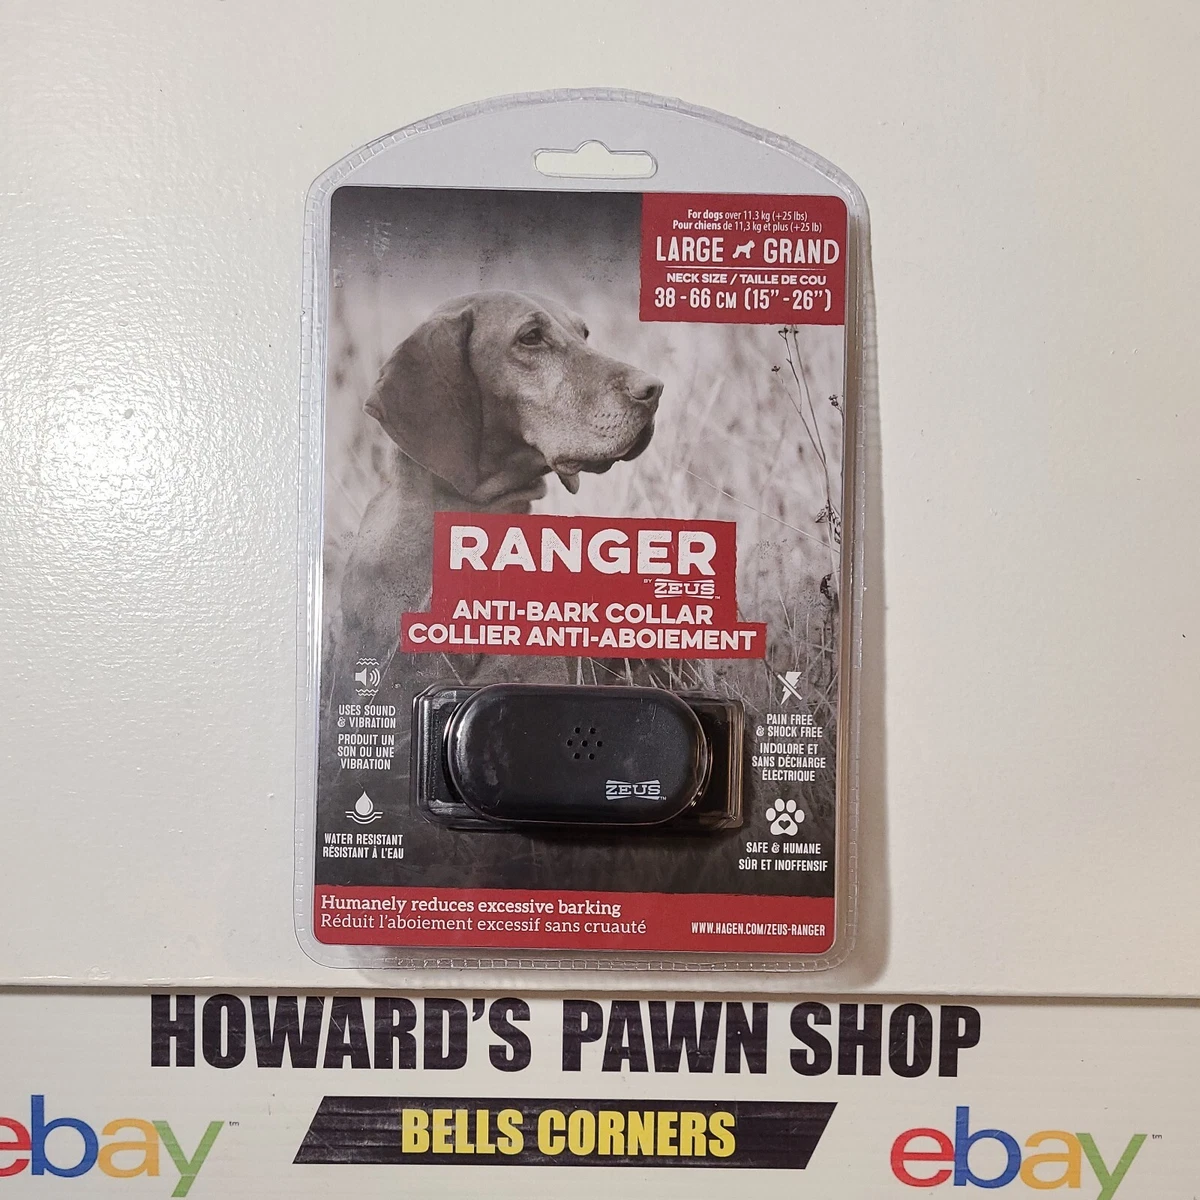 For dogs over 11.3 kg (+25 lbs)
Pour chiens de 11,3 kg et plus (+25 lb)
LARGE GRAND
NECK SIZE / TAILLE DE COU
38 - 66 CM (15" - 26")
RANGER
BY ZEUS™
ANTI-BARK COLLAR
COLLIER ANTI-ABOIEMENT
USES SOUND
& VIBRATION
PRODUIT UN
SON OU UNE
VIBRATION
WATER RESISTANT
RÉSISTANT À L'EAU
ZEUS™
PAIN FREE
& SHOCK FREE
INDOLORE ET
SANS DÉCHARGE
ÉLECTRIQUE
SAFE & HUMANE
SÛR ET INOFFENSIF
Humanely reduces excessive barking
Réduit l'aboiement excessif sans cruauté
WWW.HAGEN.COM/ZEUS-RANGER
HOWARD'S PAWN SHOP
BELLS CORNERS
ebay™
ebay™